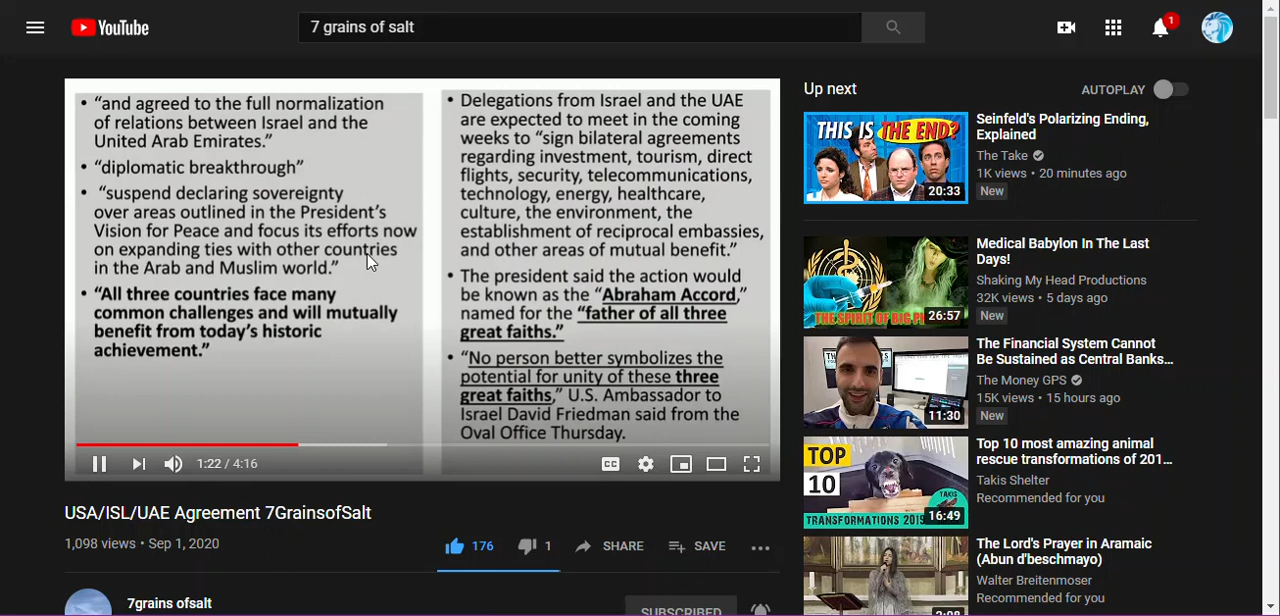 YouTube
7 grains of salt
1
• “and agreed to the full normalization
of relations between Israel and the
United Arab Emirates.”
• “diplomatic breakthrough”
• “suspend declaring sovereignty
over areas outlined in the President’s
Vision for Peace and focus its efforts now
on expanding ties with other countries
in the Arab and Muslim world.”
• “All three countries face many
common challenges and will mutually
benefit from today’s historic
achievement.”
• Delegations from Israel and the UAE
are expected to meet in the coming
weeks to “sign bilateral agreements
regarding investment, tourism, direct
flights, security, telecommunications,
technology, energy, healthcare,
culture, the environment, the
establishment of reciprocal embassies,
and other areas of mutual benefit.”
• The president said the action would
be known as the “Abraham Accord,”
named for the “father of all three
great faiths.”
• “No person better symbolizes the
potential for unity of these three
great faiths,” U.S. Ambassador to
Israel David Friedman said from the
Oval Office Thursday.
1:22 / 4:16
CC
USA/ISL/UAE Agreement 7GrainsofSalt
1,098 views • Sep 1, 2020
176
1
SHARE
SAVE
7grains ofsalt
SUBSCRIBED
Up next
AUTOPLAY
THIS IS THE END?
20:33
Seinfeld's Polarizing Ending,
Explained
The Take
1K views • 20 minutes ago
New
THE SPIRIT OF BIG
26:57
Medical Babylon In The Last
Days!
Shaking My Head Productions
32K views • 5 days ago
New
11:30
The Financial System Cannot
Be Sustained as Central Banks...
The Money GPS
15K views • 15 hours ago
New
TOP
10
TAKIS
SHELTER
TRANSFORMATIONS 2019
16:49
Top 10 most amazing animal
rescue transformations of 201...
Takis Shelter
Recommended for you
The Lord's Prayer in Aramaic
(Abun d'beschmayo)
Walter Breitenmoser
Recommended for you